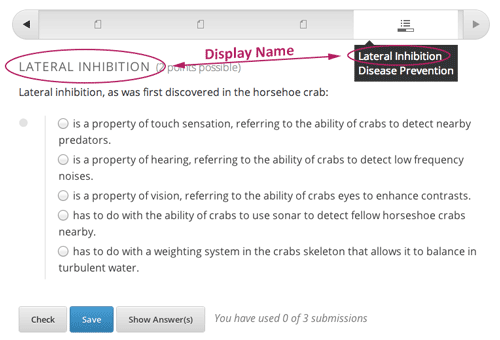 Display Name
Lateral Inhibition
Disease Prevention
LATERAL INHIBITION (2 points possible)
Lateral inhibition, as was first discovered in the horsehoe crab:
is a property of touch sensation, referring to the ability of crabs to detect nearby
predators.
is a property of hearing, referring to the ability of crabs to detect low frequency
noises.
is a property of vision, referring to the ability of crabs eyes to enhance contrasts.
has to do with the ability of crabs to use sonar to detect fellow horseshoe crabs
nearby.
has to do with a weighting system in the crabs skeleton that allows it to balance in
turbulent water.
Check Save Show Answer(s) You have used 0 of 3 submissions